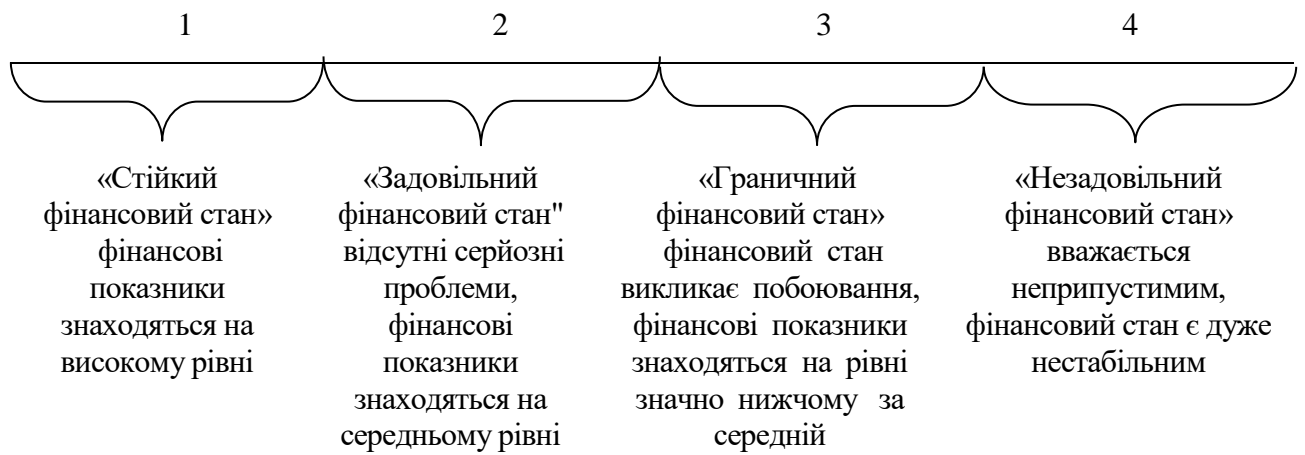 1 2 3 4
«Стійкий
фінансовий стан»
фінансові
показники
знаходяться на
високому рівні
«Задовільний
фінансовий стан"
відсутні серйозні
проблеми,
фінансові
показники
знаходяться на
середньому рівні
«Граничний
фінансовий стан»
фінансовий стан
викликає побоювання,
фінансові показники
знаходяться на рівні
значно нижчому за
середній
«Незадовільний
фінансовий стан»
вважається
неприпустимим,
фінансовий стан є дуже
нестабільним